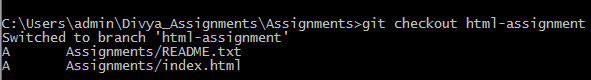 C:\Users\admin\Divya_Assignments\Assignments>git checkout html-assignment
Switched to branch 'html-assignment'
A       Assignments/README.txt
A       Assignments/index.html